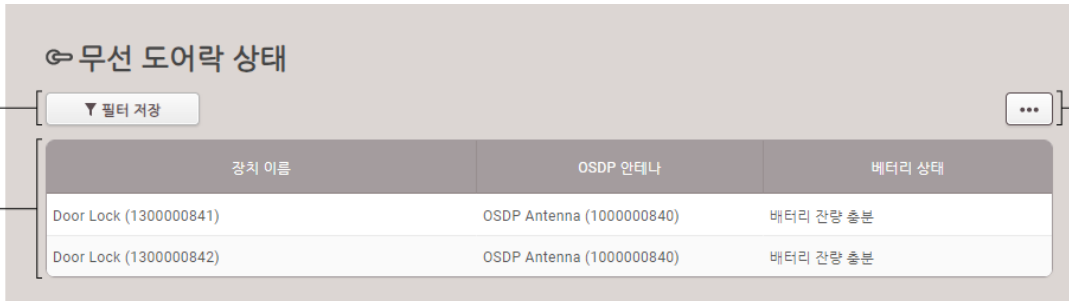 무선 도어락 상태
필터 저장
장치 이름 OSDP 안테나 베터리 상태
Door Lock (1300000841) OSDP Antenna (1000000840) 배터리 잔량 충분
Door Lock (1300000842) OSDP Antenna (1000000840) 배터리 잔량 충분